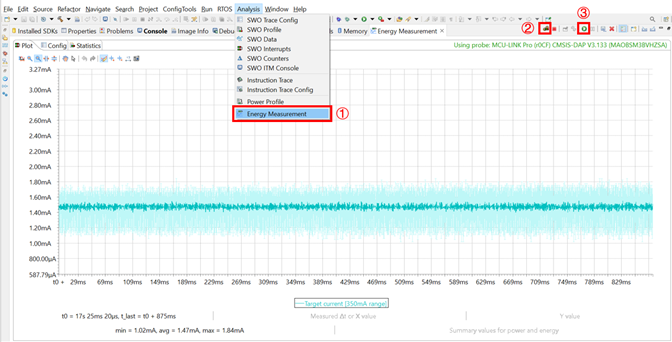 File Edit Source Refactor Navigate Search Project ConfigTools Run RTOS Analysis Window Help
② ③
Installed SDKs Properties Problems Console Image Info Debu
Memory Energy Measurement
Plot Config Statistics
Using probe: MCU-LINK Pro (r0CF) CMSIS-DAP V3.133 (MAOBSM3BVHZSA)
SWO Trace Config
SWO Profile
SWO Data
SWO Interrupts
SWO Counters
SWO ITM Console
Instruction Trace
Instruction Trace Config
Power Profile
Energy Measurement ①
3.27mA
3.00mA
2.80mA
2.60mA
2.40mA
2.20mA
2.00mA
1.80mA
1.60mA
1.40mA
1.20mA
1.00mA
800.00µA
587.79µA
t0 + 29ms 69ms 109ms 149ms 189ms 229ms 269ms 309ms 349ms 389ms 429ms 469ms 509ms 549ms 589ms 629ms 669ms 709ms 749ms 789ms 829ms
Target current [350mA range]
t0 = 17s 25ms 20µs, t_last = t0 + 875ms Measured Δt or X value Y value
min = 1.02mA, avg = 1.47mA, max = 1.84mA Summary values for power and energy